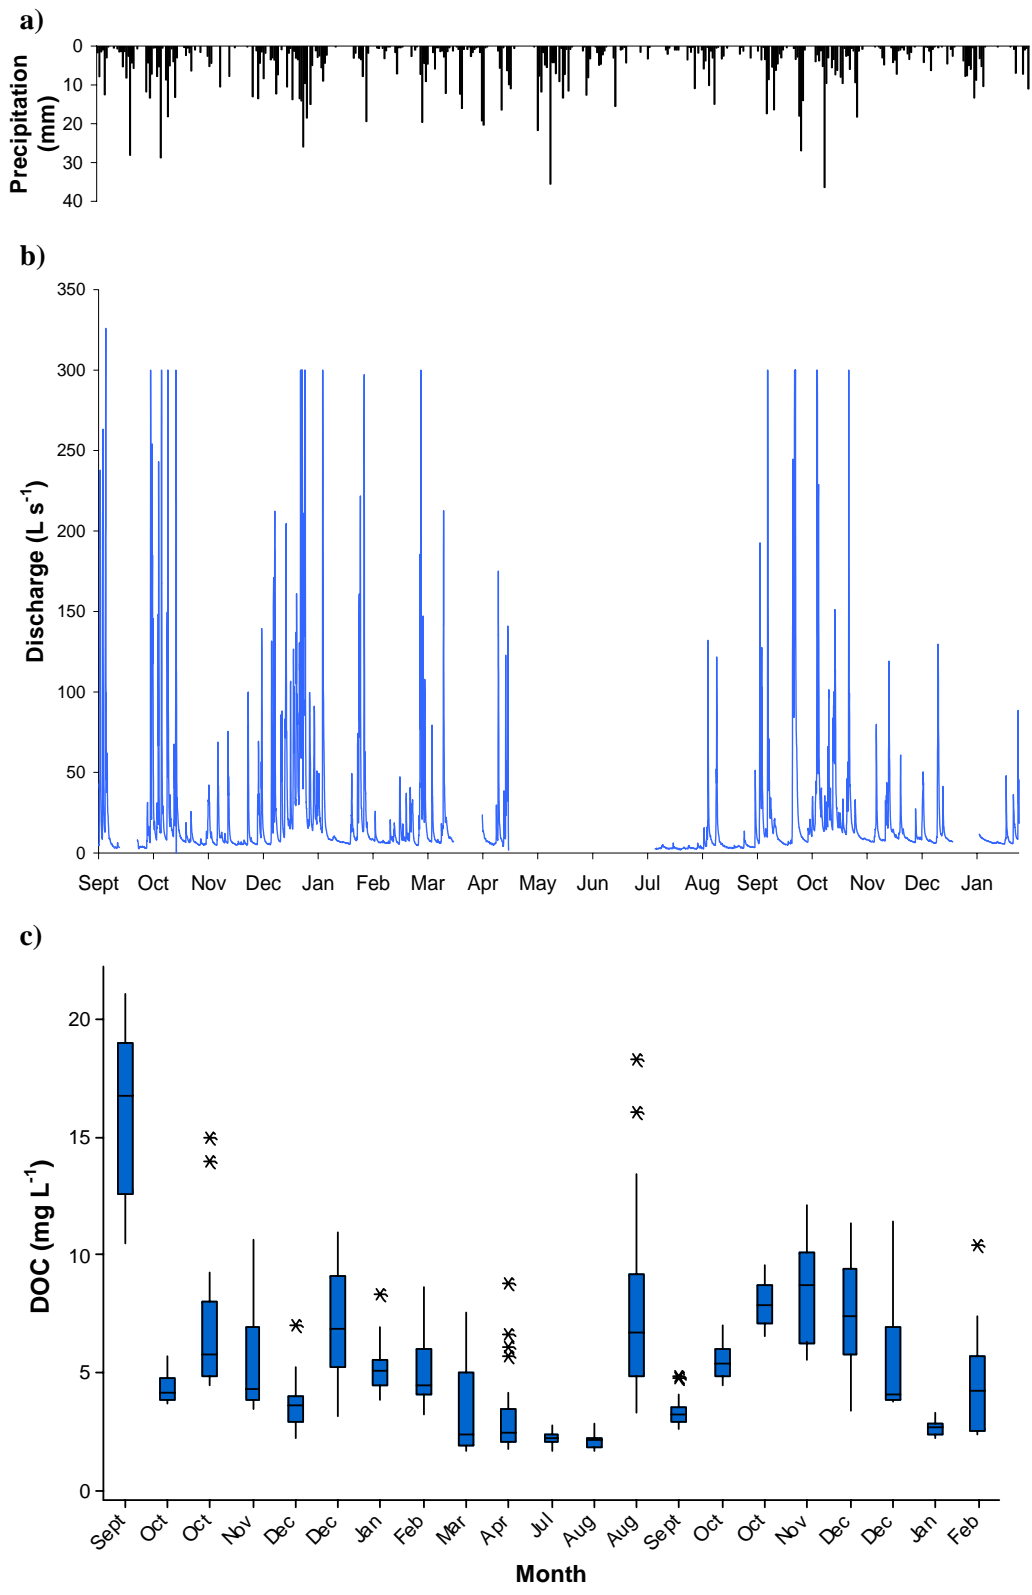 a)
Precipitation
(mm)
0
10
20
30
40
b)
Discharge (L s⁻¹)
350
300
250
200
150
100
50
0
Sept Oct Nov Dec Jan Feb Mar Apr May Jun Jul Aug Sept Oct Nov Dec Jan
c)
DOC (mg L⁻¹)
20
15
10
5
0
Sept Oct Oct Nov Dec Dec Jan Feb Mar Apr Jul Aug Aug Sept Oct Oct Nov Dec Dec Jan Feb
Month